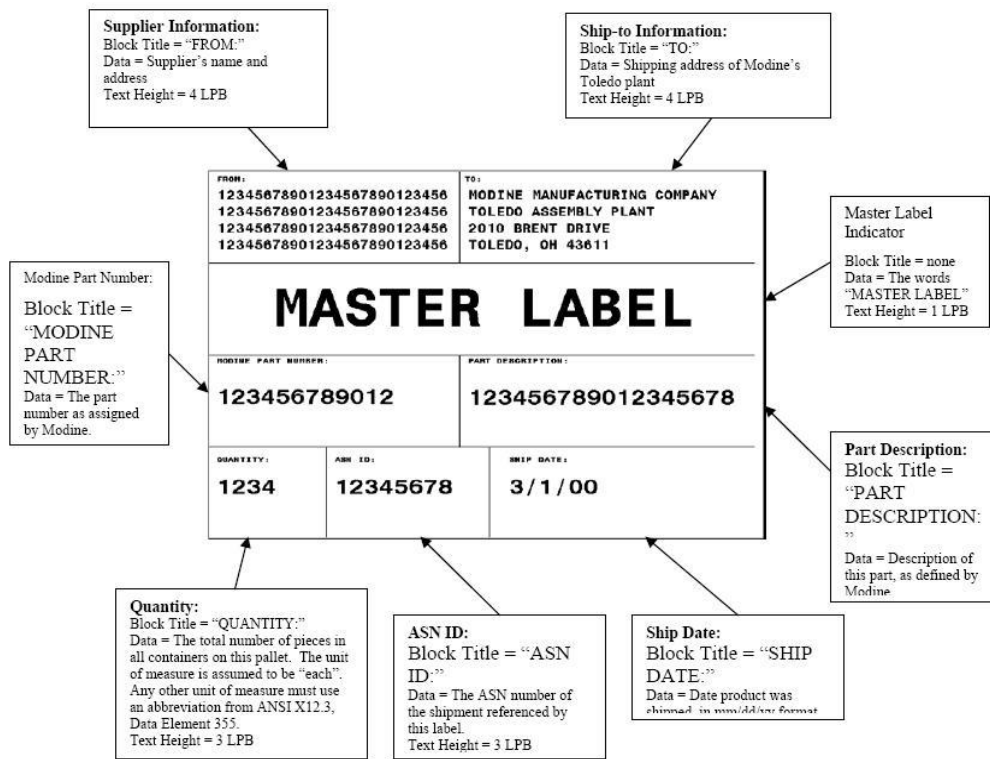 Supplier Information:
Block Title = “FROM:”
Data = Supplier’s name and
address
Text Height = 4 LPB
Ship-to Information:
Block Title = “TO:”
Data = Shipping address of Modine’s
Toledo plant
Text Height = 4 LPB
FROM:
12345678901234567890123456
12345678901234567890123456
12345678901234567890123456
12345678901234567890123456
TO:
MODINE MANUFACTURING COMPANY
TOLEDO ASSEMBLY PLANT
2010 BRENT DRIVE
TOLEDO, OH 43611
Master Label
Indicator
Block Title = none
Data = The words
“MASTER LABEL”
Text Height = 1 LPB
MASTER LABEL
Modine Part Number:
Block Title =
“MODINE
PART
NUMBER:”
Data = The part
number as assigned
by Modine.
MODINE PART NUMBER:
123456789012
PART DESCRIPTION:
123456789012345678
Part Description:
Block Title =
“PART
DESCRIPTION:
”
Data = Description of
this part, as defined by
Modine
QUANTITY:
1234
ASN ID:
12345678
SHIP DATE:
3/1/00
Quantity:
Block Title = “QUANTITY:”
Data = The total number of pieces in
all containers on this pallet. The unit
of measure is assumed to be “each”.
Any other unit of measure must use
an abbreviation from ANSI X12.3,
Data Element 355.
Text Height = 3 LPB
ASN ID:
Block Title = “ASN
ID:”
Data = The ASN number of
the shipment referenced by
this label.
Text Height = 3 LPB
Ship Date:
Block Title = “SHIP
DATE:”
Data = Date product was
shipped, in mm/dd/yy format